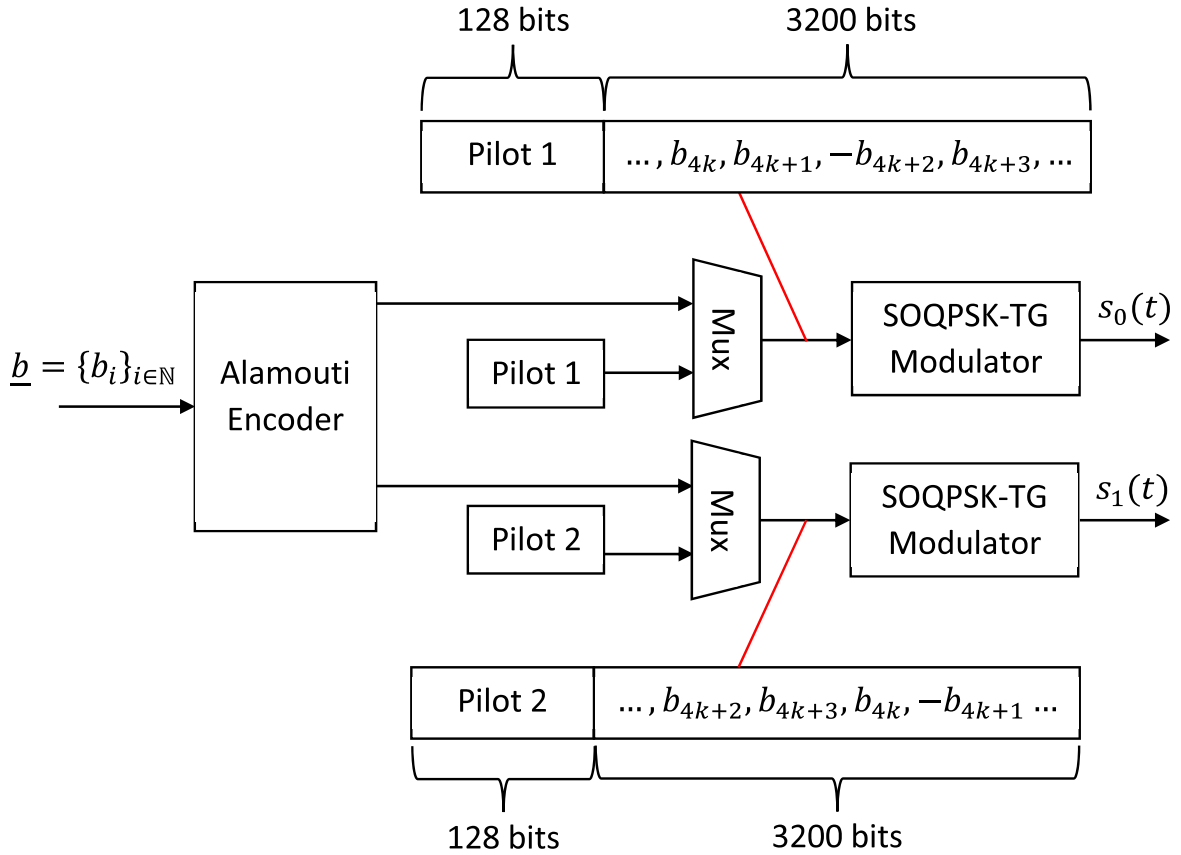 128 bits
3200 bits
Pilot 1
…, b_{4k}, b_{4k+1}, −b_{4k+2}, b_{4k+3}, …
b = {b_i}_{i∈ℕ}
Alamouti
Encoder
Pilot 1
Mux
SOQPSK-TG
Modulator
s_0(t)
Pilot 2
Mux
SOQPSK-TG
Modulator
s_1(t)
Pilot 2
…, b_{4k+2}, b_{4k+3}, b_{4k}, −b_{4k+1} …
128 bits
3200 bits